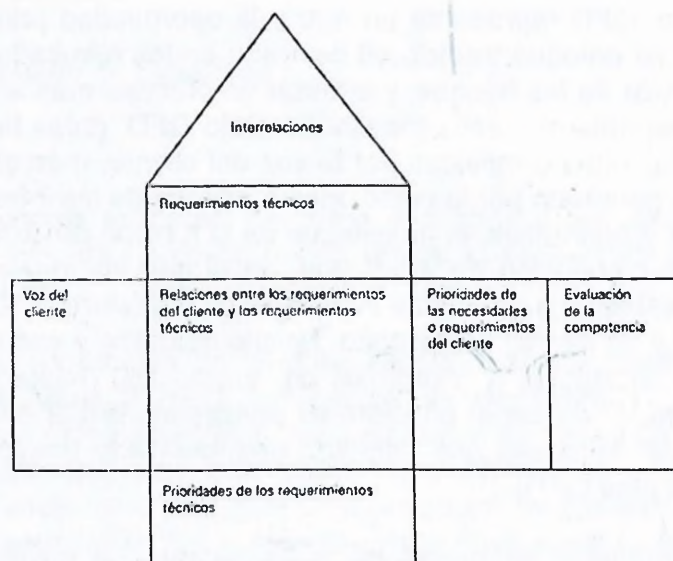 Interrelaciones
Requerimientos técnicos
Voz del
cliente
Relaciones entre los requerimientos
del cliente y los requerimientos
técnicos
Prioridades de
las necesidades
o requerimientos
del cliente
Evaluación
de la
competencia
Prioridades de los requerimientos
técnicos